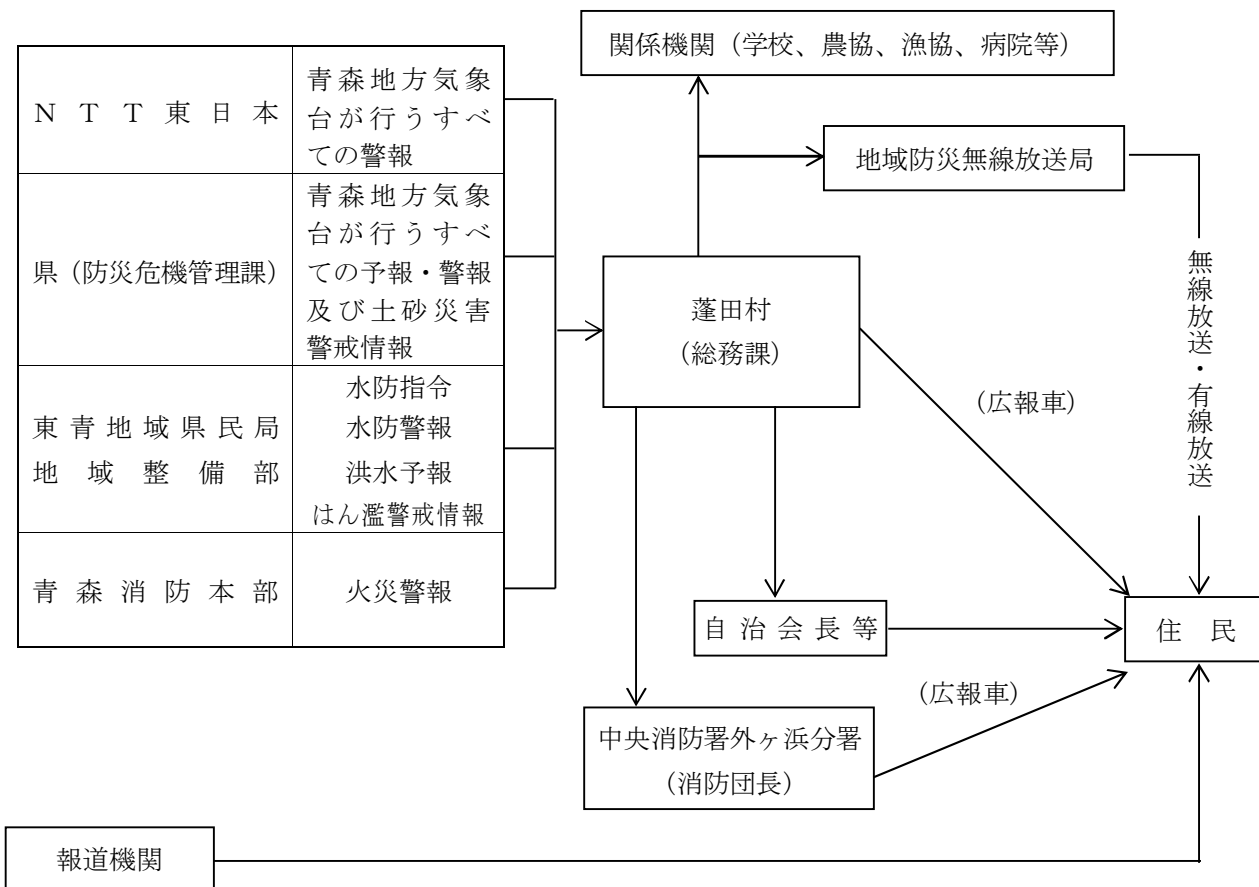 関係機関（学校、農協、漁協、病院等）
ＮＴＴ東日本
青森地方気象
台が行うすべ
ての警報
地域防災無線放送局
県（防災危機管理課）
青森地方気象
台が行うすべ
ての予報・警報
及び土砂災害
警戒情報
蓬田村
（総務課）
無線放送・有線放送
（広報車）
東青地域県民局
地域整備部
水防指令
水防警報
洪水予報
はん濫警戒情報
青森消防本部
火災警報
自治会長等
住民
（広報車）
中央消防署外ヶ浜分署
（消防団長）
報道機関